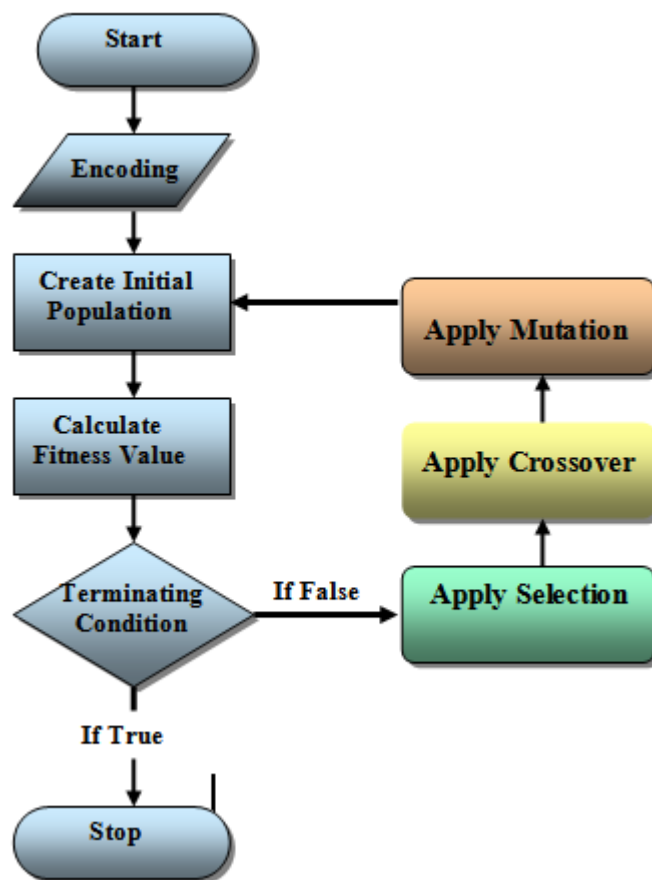 Start
Encoding
Create Initial
Population
Calculate
Fitness Value
Terminating
Condition
If True
Stop
If False
Apply Selection
Apply Crossover
Apply Mutation